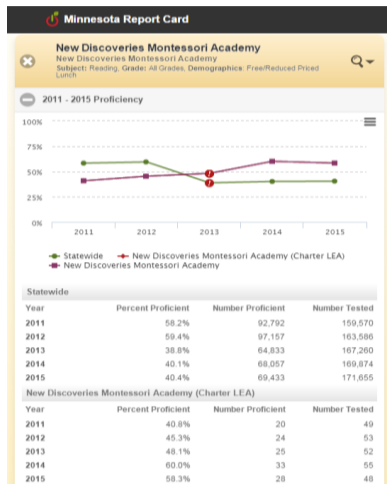 Minnesota Report Card
New Discoveries Montessori Academy
New Discoveries Montessori Academy
Subject: Reading, Grade: All Grades, Demographics: Free/Reduced Priced
Lunch
2011 - 2015 Proficiency
100%
75%
50%
25%
0%
2011 2012 2013 2014 2015
Statewide New Discoveries Montessori Academy (Charter LEA)
New Discoveries Montessori Academy
Statewide
Year Percent Proficient Number Proficient Number Tested
2011 58.2% 92,792 159,570
2012 59.4% 97,157 163,586
2013 38.8% 64,833 167,260
2014 40.1% 68,057 169,874
2015 40.4% 69,433 171,655
New Discoveries Montessori Academy (Charter LEA)
Year Percent Proficient Number Proficient Number Tested
2011 40.8% 20 49
2012 45.3% 24 53
2013 48.1% 25 52
2014 60.0% 33 55
2015 58.3% 28 48